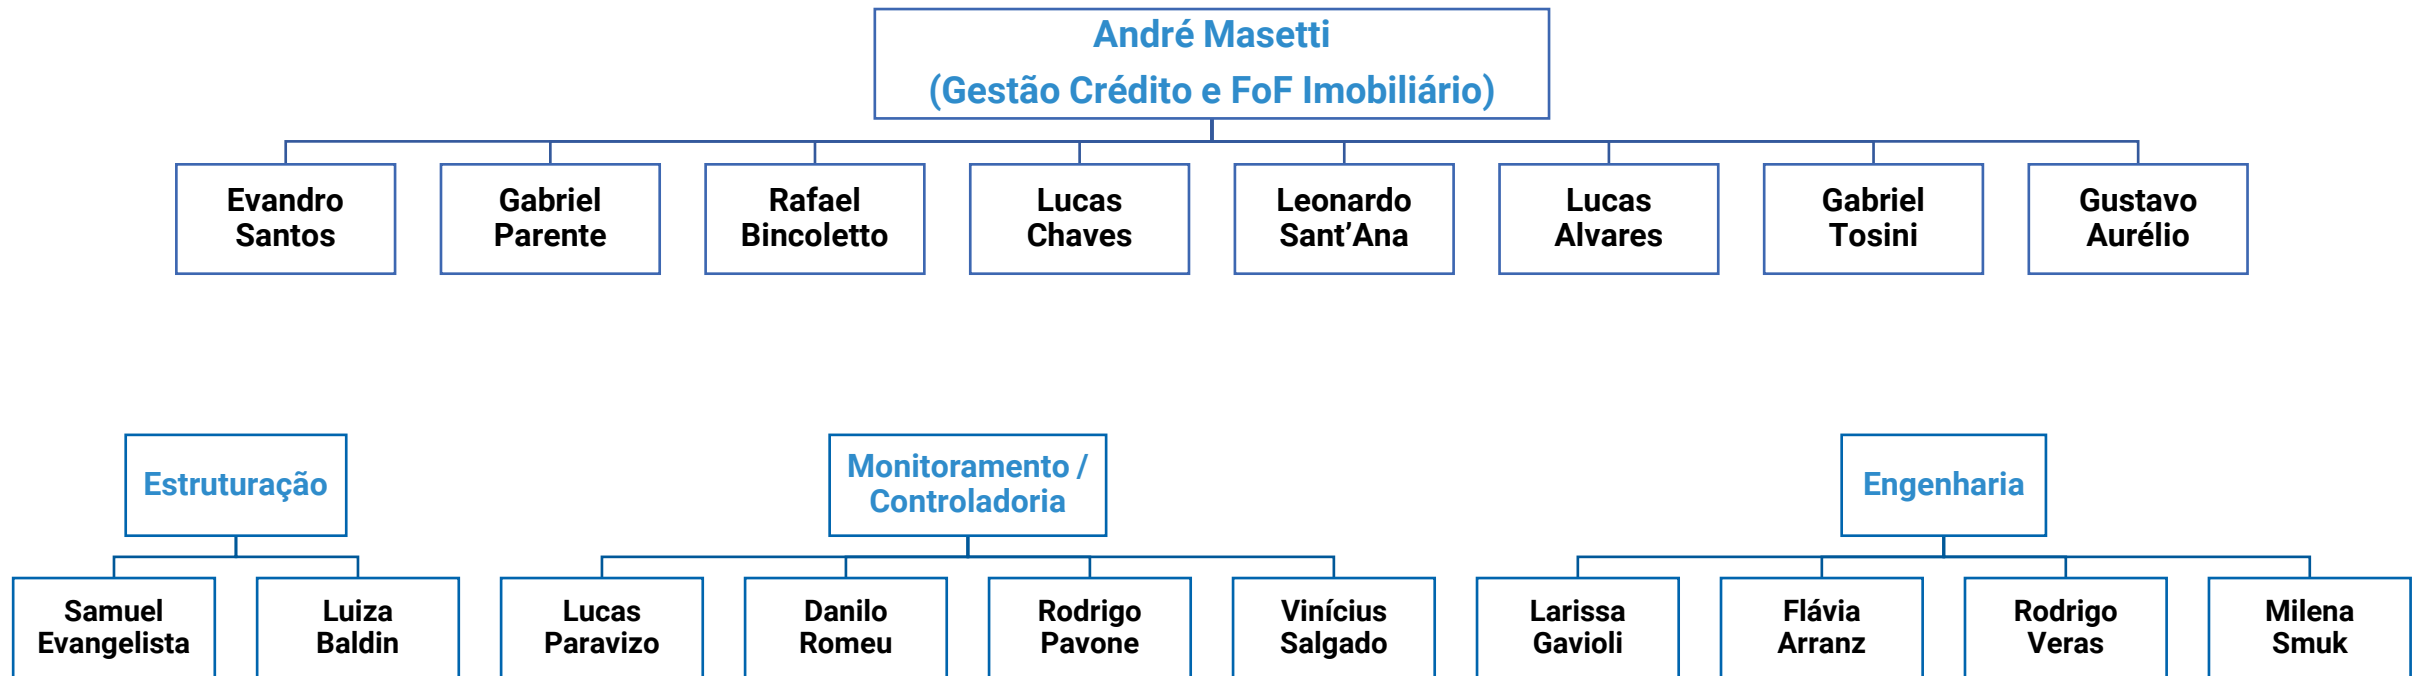 André Masetti
(Gestão Crédito e FoF Imobiliário)
Evandro
Santos
Gabriel
Parente
Rafael
Bincoletto
Lucas
Chaves
Leonardo
Sant’Ana
Lucas
Alvares
Gabriel
Tosini
Gustavo
Aurélio
Estruturação
Samuel
Evangelista
Luiza
Baldin
Monitoramento /
Controladoria
Lucas
Paravizo
Danilo
Romeu
Rodrigo
Pavone
Vinícius
Salgado
Engenharia
Larissa
Gavioli
Flávia
Arranz
Rodrigo
Veras
Milena
Smuk